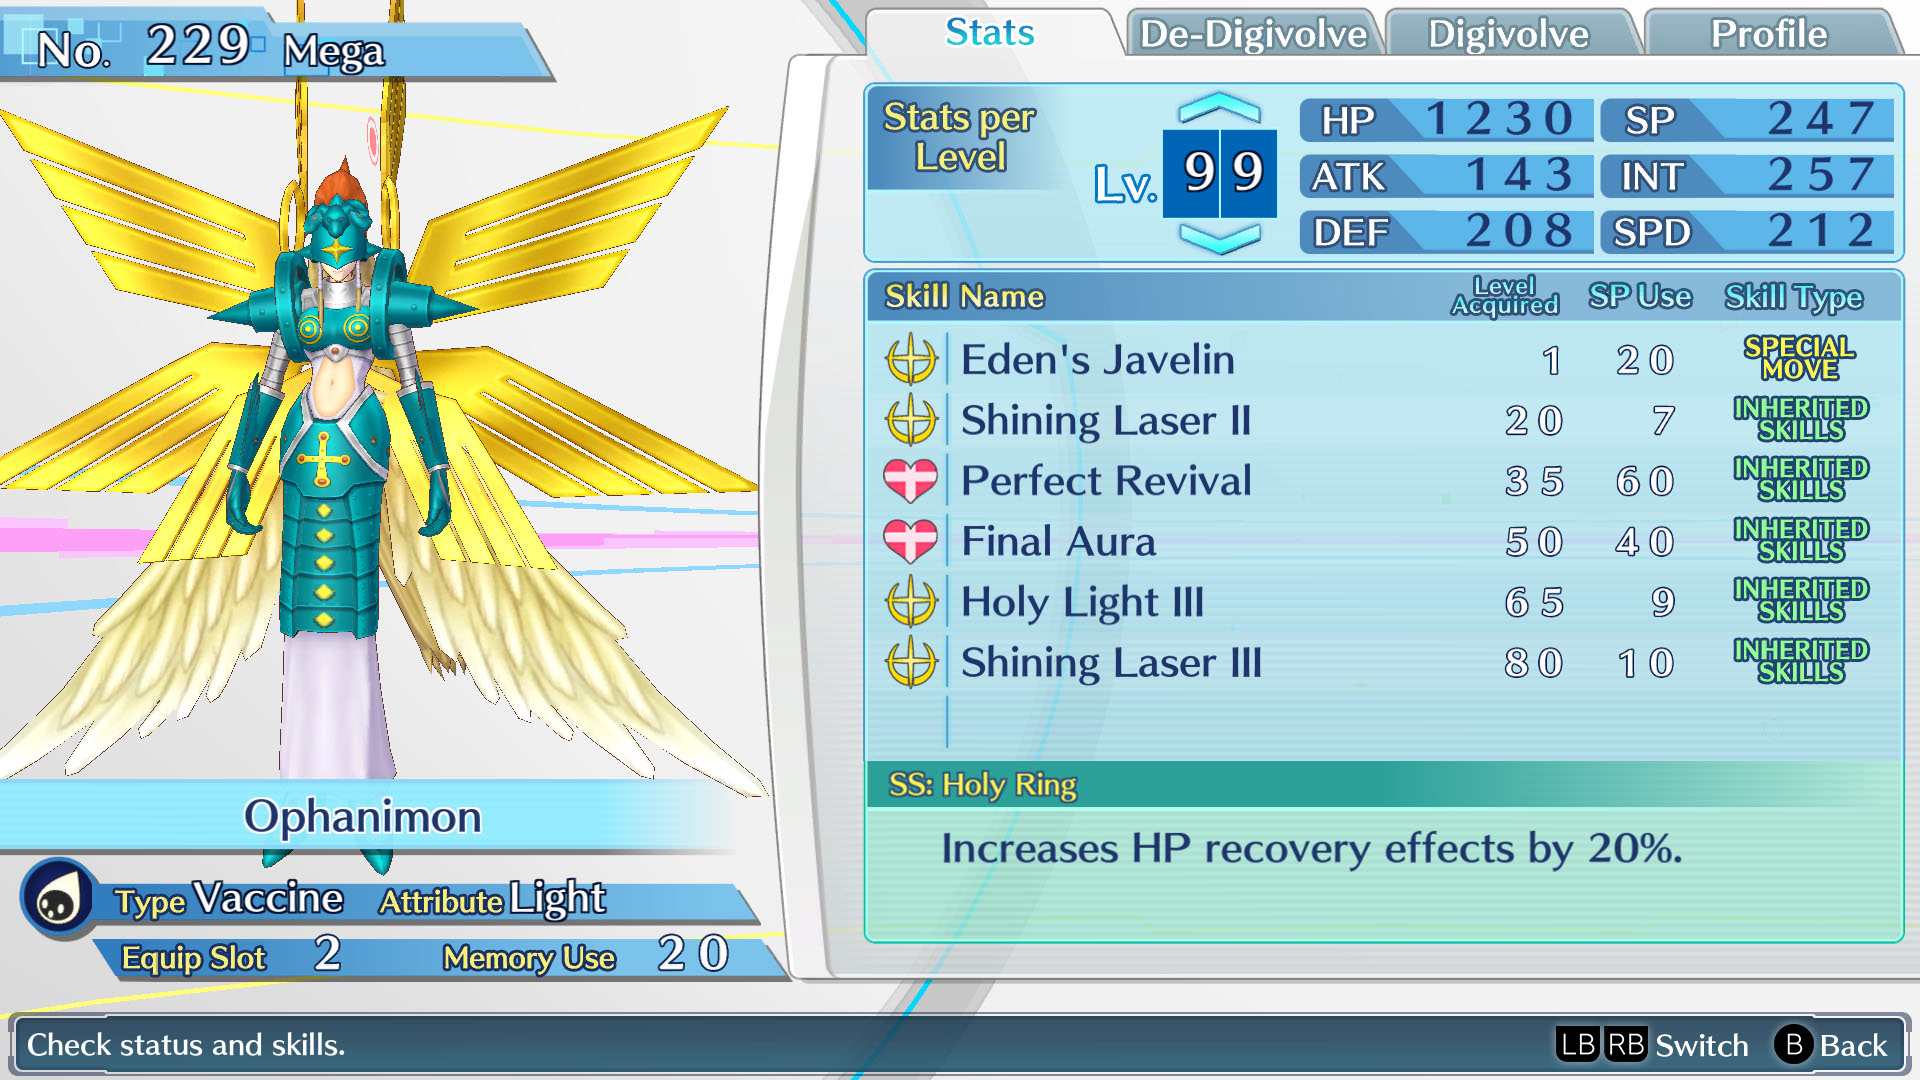 No. 229 Mega
Stats De-Digivolve Digivolve Profile
Stats per
Level
Lv. 99
HP 1230 SP 247
ATK 143 INT 257
DEF 208 SPD 212
Skill Name Level Acquired SP Use Skill Type
Eden's Javelin 1 20 SPECIAL MOVE
Shining Laser II 20 7 INHERITED SKILLS
Perfect Revival 35 60 INHERITED SKILLS
Final Aura 50 40 INHERITED SKILLS
Holy Light III 65 9 INHERITED SKILLS
Shining Laser III 80 10 INHERITED SKILLS
SS: Holy Ring
Increases HP recovery effects by 20%.
Ophanimon
Type Vaccine Attribute Light
Equip Slot 2 Memory Use 20
Check status and skills.
LB RB Switch B Back